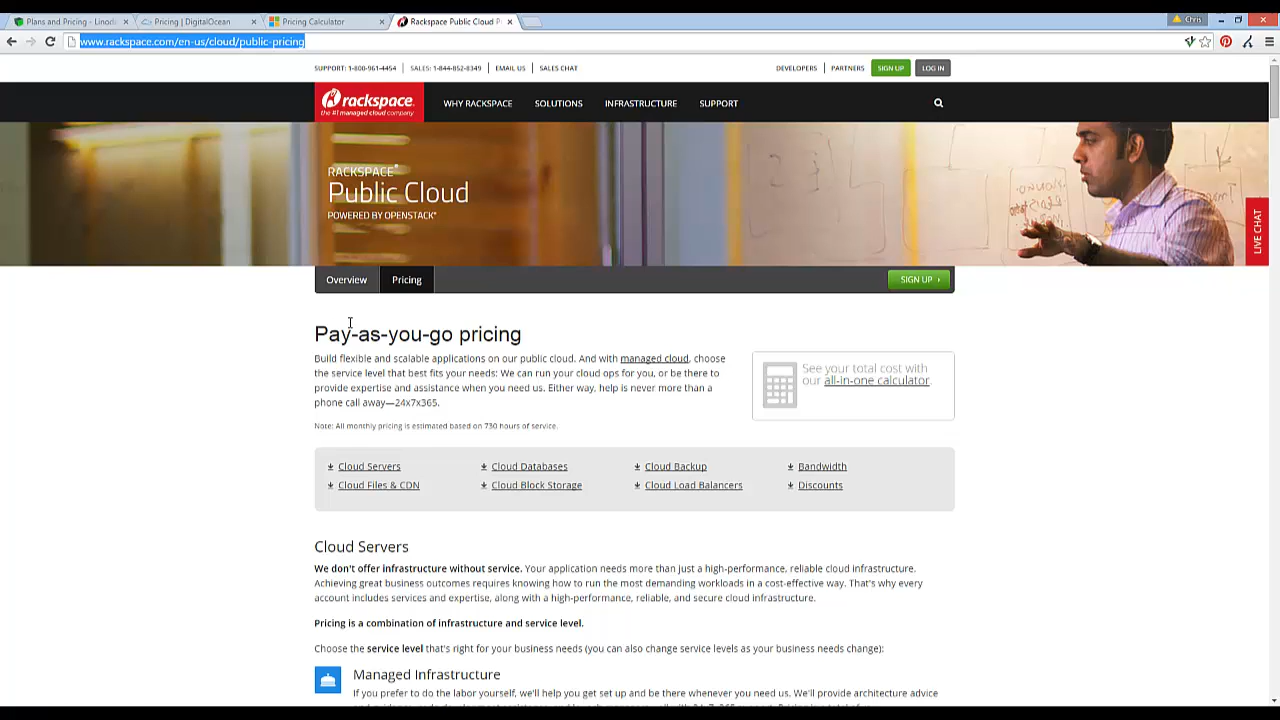 Plans and Pricing - Linod
Pricing | DigitalOcean
Pricing Calculator
Rackspace Public Cloud P
Chris
www.rackspace.com/en-us/cloud/public-pricing
SUPPORT: 1-800-961-4454
SALES: 1-844-852-8349
EMAIL US
SALES CHAT
DEVELOPERS
PARTNERS
SIGN UP
LOG IN
rackspace.
the #1 managed cloud company
WHY RACKSPACE
SOLUTIONS
INFRASTRUCTURE
SUPPORT
RACKSPACE®
Public Cloud
POWERED BY OPENSTACK®
LIVE CHAT
Overview
Pricing
SIGN UP
Pay-as-you-go pricing
Build flexible and scalable applications on our public cloud. And with managed cloud, choose
the service level that best fits your needs: We can run your cloud ops for you, or be there to
provide expertise and assistance when you need us. Either way, help is never more than a
phone call away—24x7x365.
Note: All monthly pricing is estimated based on 730 hours of service.
See your total cost with
our all-in-one calculator.
Cloud Servers
Cloud Databases
Cloud Backup
Bandwidth
Cloud Files & CDN
Cloud Block Storage
Cloud Load Balancers
Discounts
Cloud Servers
We don't offer infrastructure without service. Your application needs more than just a high-performance, reliable cloud infrastructure.
Achieving great business outcomes requires knowing how to run the most demanding workloads in a cost-effective way. That's why every
account includes services and expertise, along with a high-performance, reliable, and secure cloud infrastructure.
Pricing is a combination of infrastructure and service level.
Choose the service level that's right for your business needs (you can also change service levels as your business needs change):
Managed Infrastructure
If you prefer to do the labor yourself, we'll help you get set up and be there whenever you need us. We'll provide architecture advice